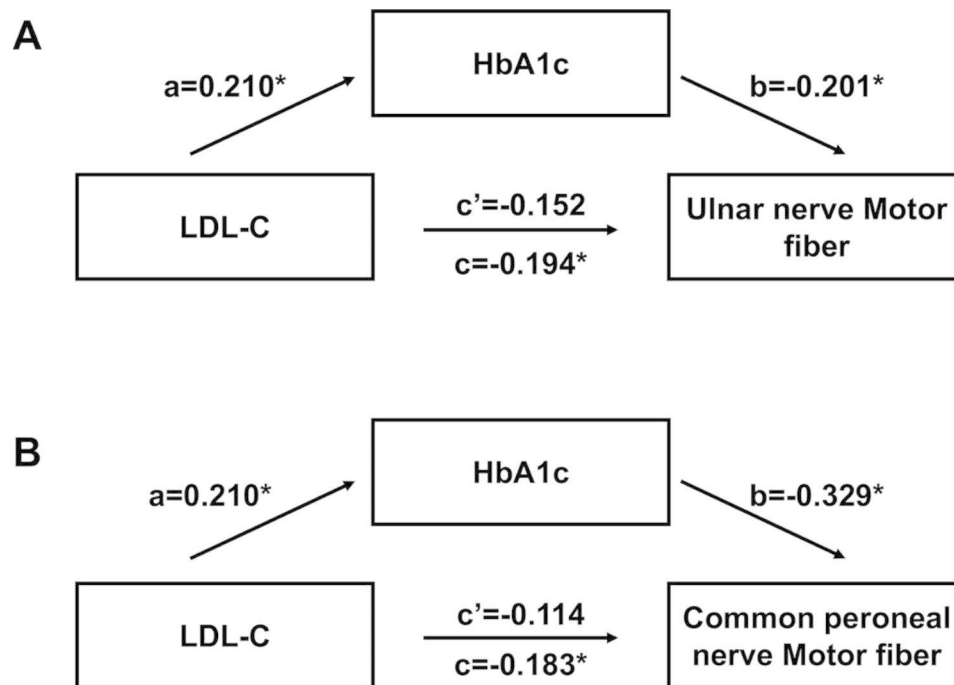 A
HbA1c
a=0.210*
b=-0.201*
LDL-C
c’=-0.152
c=-0.194*
Ulnar nerve Motor
fiber
B
HbA1c
a=0.210*
b=-0.329*
LDL-C
c’=-0.114
c=-0.183*
Common peroneal
nerve Motor fiber